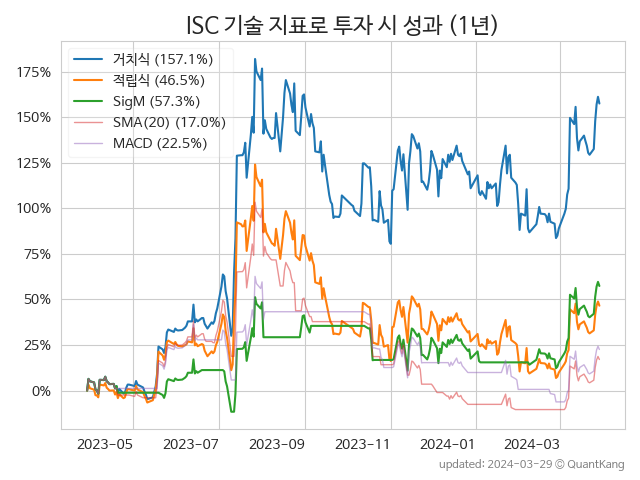 ISC 기술 지표로 투자 시 성과 (1년)
거치식 (157.1%)
적립식 (46.5%)
SigM (57.3%)
SMA(20) (17.0%)
MACD (22.5%)
175%
150%
125%
100%
75%
50%
25%
0%
2023-05 2023-07 2023-09 2023-11 2024-01 2024-03
updated: 2024-03-29 © QuantKang